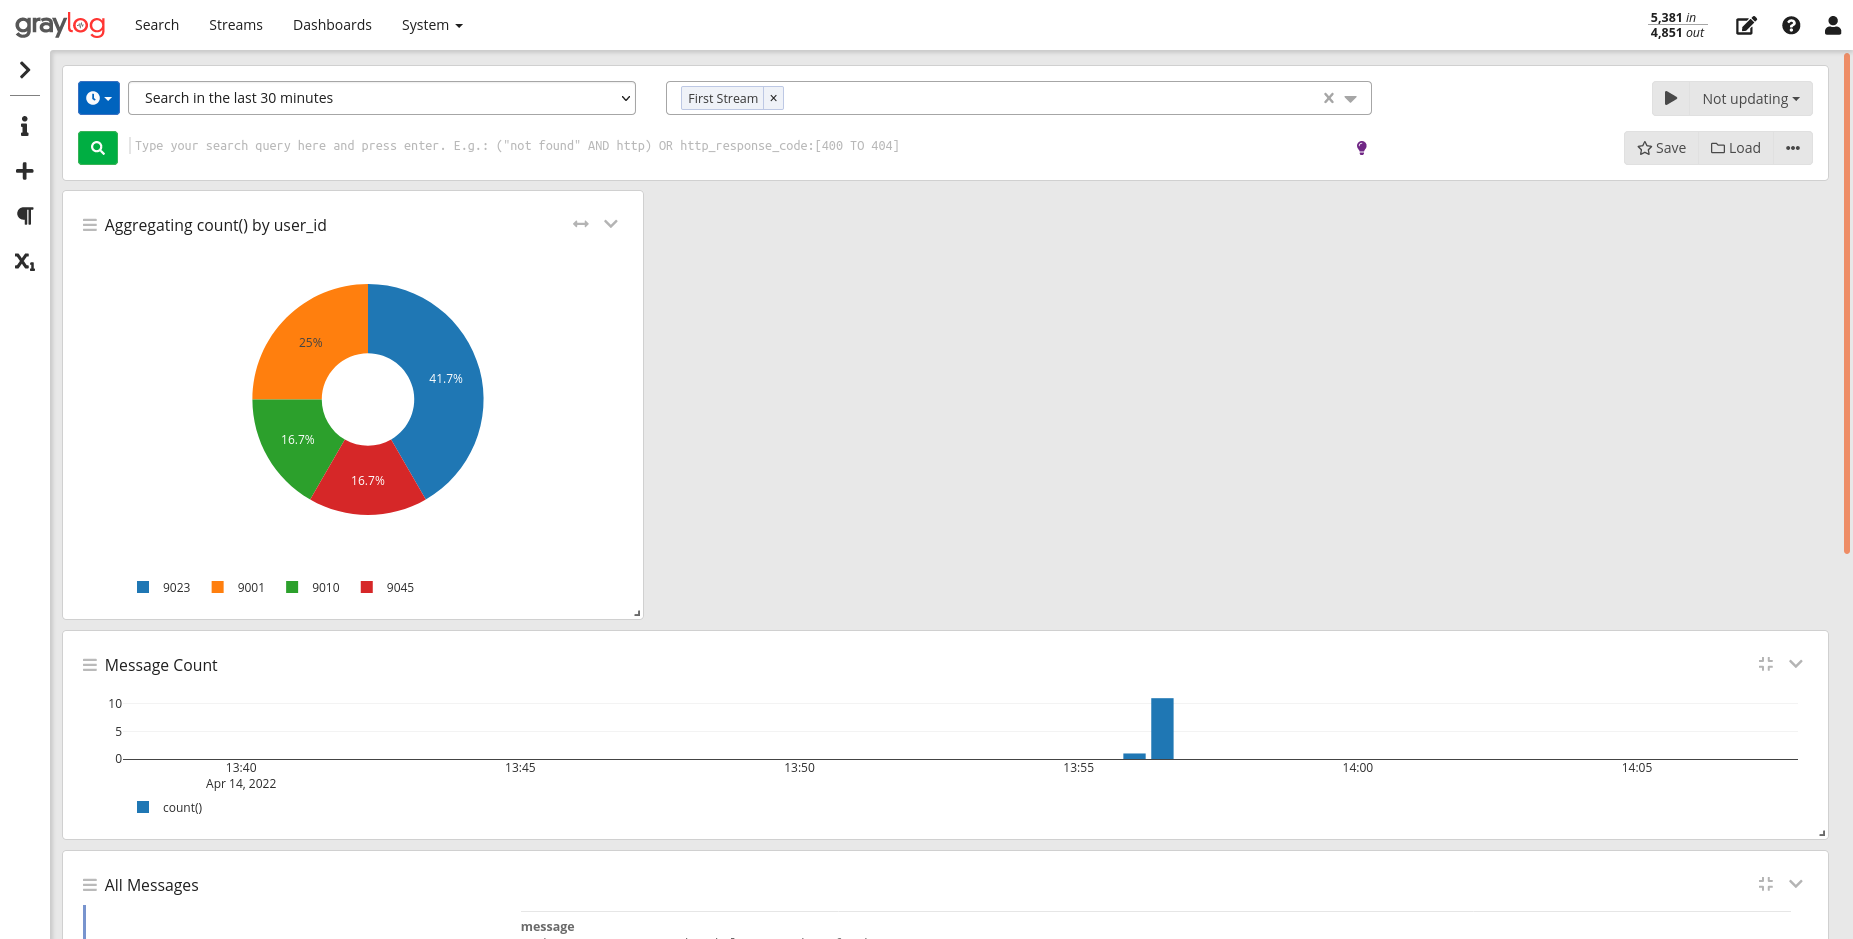 graylog Search Streams Dashboards System 5,381 in
4,851 out
Search in the last 30 minutes First Stream × Not updating
Type your search query here and press enter. E.g.: ("not found" AND http) OR http_response_code:[400 TO 404] Save Load
Aggregating count() by user_id
25%
41.7%
16.7%
16.7%
9023 9001 9010 9045
Message Count
10
5
0
13:40 13:45 13:50 13:55 14:00 14:05
Apr 14, 2022
count()
All Messages
message